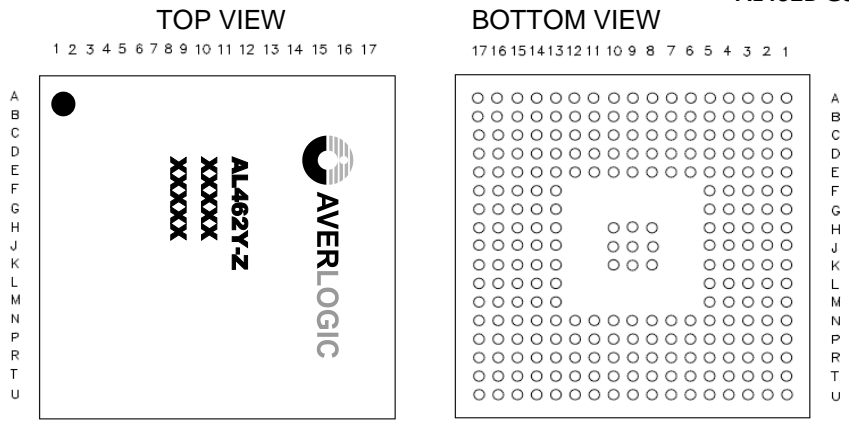 TOP VIEW
1 2 3 4 5 6 7 8 9 10 11 12 13 14 15 16 17
A
B
C
D
E
F
G
H
J
K
L
M
N
P
R
T
U
AVERLOGIC
AL462Y-Z
XXXXX
XXXXX
BOTTOM VIEW
17 16 15 14 13 12 11 10 9 8 7 6 5 4 3 2 1
A
B
C
D
E
F
G
H
J
K
L
M
N
P
R
T
U